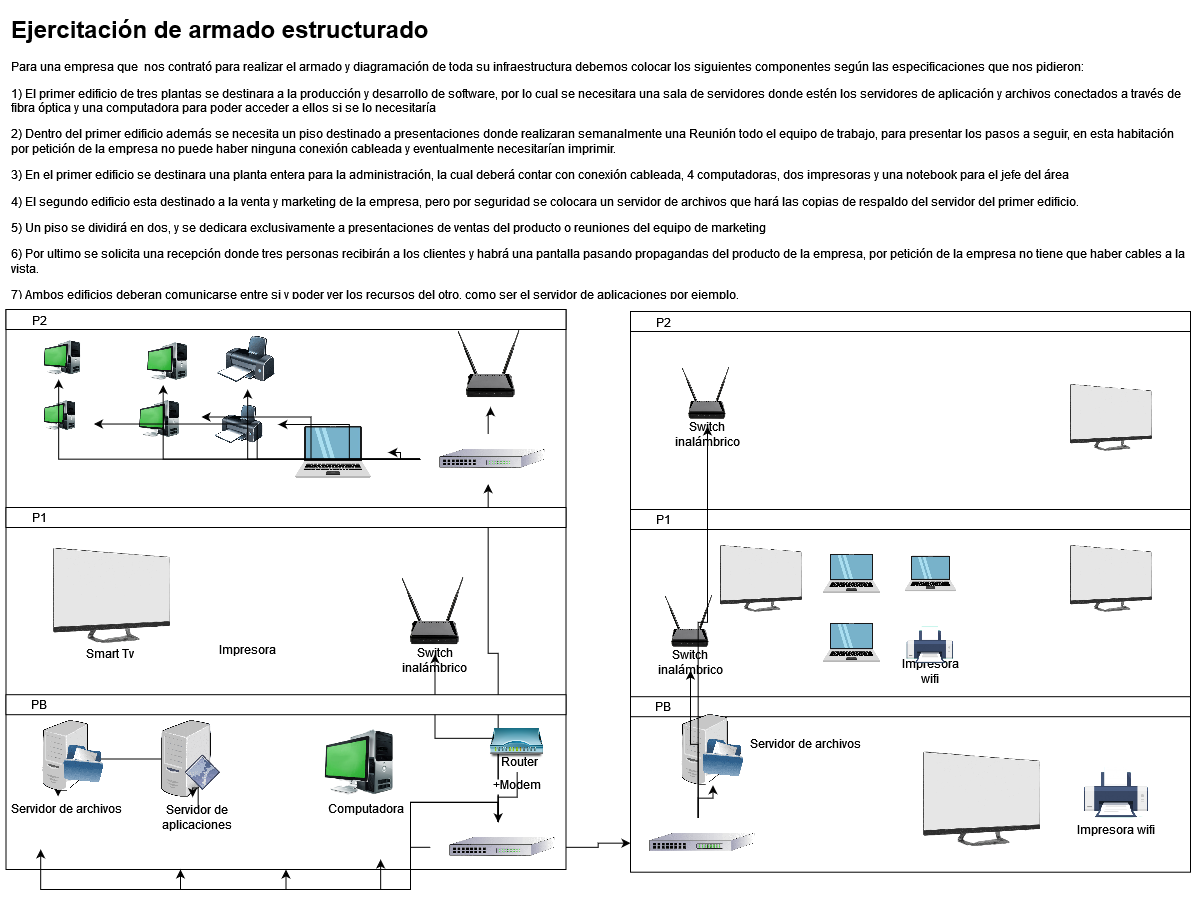 Ejercitación de armado estructurado
Para una empresa que  nos contrató para realizar el armado y diagramación de toda su infraestructura debemos colocar los siguientes componentes según las especificaciones que nos pidieron:
1) El primer edificio de tres plantas se destinara a la producción y desarrollo de software, por lo cual se necesitara una sala de servidores donde estén los servidores de aplicación y archivos conectados a través de
fibra óptica y una computadora para poder acceder a ellos si se lo necesitaría
2) Dentro del primer edificio además se necesita un piso destinado a presentaciones donde realizaran semanalmente una Reunión todo el equipo de trabajo, para presentar los pasos a seguir, en esta habitación
por petición de la empresa no puede haber ninguna conexión cableada y eventualmente necesitarían imprimir.
3) En el primer edificio se destinara una planta entera para la administración, la cual deberá contar con conexión cableada, 4 computadoras, dos impresoras y una notebook para el jefe del área
4) El segundo edificio esta destinado a la venta y marketing de la empresa, pero por seguridad se colocara un servidor de archivos que hará las copias de respaldo del servidor del primer edificio.
5) Un piso se dividirá en dos, y se dedicara exclusivamente a presentaciones de ventas del producto o reuniones del equipo de marketing
6) Por ultimo se solicita una recepción donde tres personas recibirán a los clientes y habrá una pantalla pasando propagandas del producto de la empresa, por petición de la empresa no tiene que haber cables a la
vista.
7) Ambos edificios deberan comunicarse entre si y poder ver los recursos del otro, como ser el servidor de aplicaciones por ejemplo.
P2
P2
Switch
inalámbrico
P1
P1
Smart Tv
Impresora
Switch
inalámbrico
Switch
inalámbrico
Impresora
wifi
PB
PB
Servidor de archivos
Servidor de
aplicaciones
Computadora
Router
+Modem
Servidor de archivos
Impresora wifi